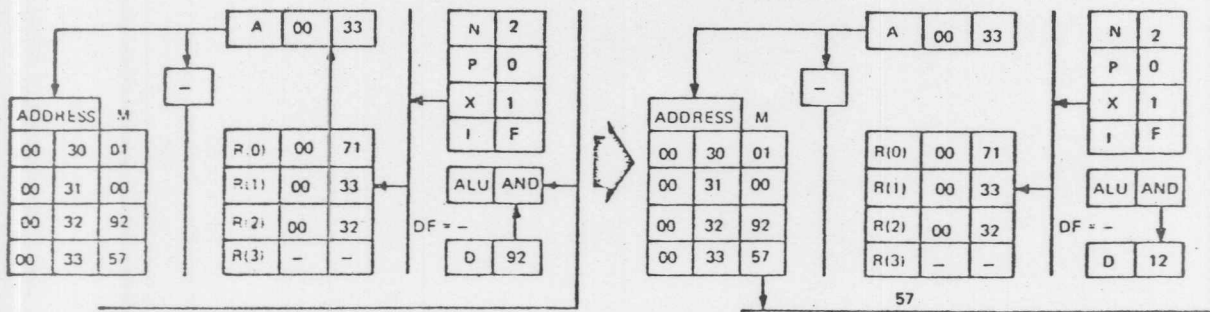 A 00 33
N 2
P 0
X 1
I F
–
ADDRESS M
00 30 01
00 31 00
00 32 92
00 33 57
R(0) 00 71
R(1) 00 33
R(2) 00 32
R(3) – –
ALU AND
DF = –
D 92
A 00 33
N 2
P 0
X 1
I F
–
ADDRESS M
00 30 01
00 31 00
00 32 92
00 33 57
R(0) 00 71
R(1) 00 33
R(2) 00 32
R(3) – –
ALU AND
DF = –
D 12
57